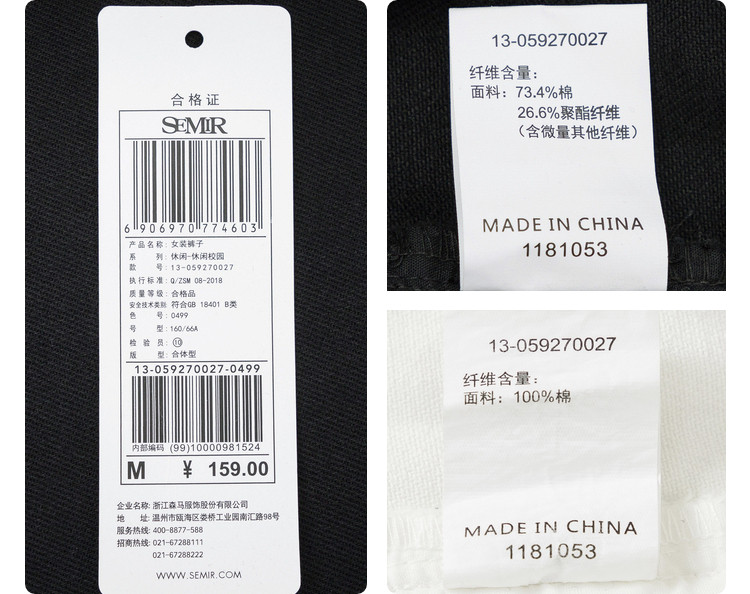 合格证
SEMIR
6 906970 774603
产品名称: 女装裤子
系 列: 休闲-休闲校园
款 号: 13-059270027
执行标准: Q/ZSM 08-2018
质量等级: 合格品
安全技术类别: 符合GB 18401 B类
色 号: 0499
号 型: 160/66A
检 验 员: ⑩
版 型: 合体型
13-059270027-0499
内部编码 (99)10000981524
M ¥ 159.00
企业名称: 浙江森马服饰股份有限公司
地 址: 温州市瓯海区娄桥工业园南汇路98号
服务热线: 400-8877-588
招商热线: 021-67288111
021-67288222
WWW.SEMIR.COM
13-059270027
纤维含量:
面料: 73.4%棉
26.6%聚酯纤维
(含微量其他纤维)
MADE IN CHINA
1181053
13-059270027
纤维含量:
面料: 100%棉
MADE IN CHINA
1181053